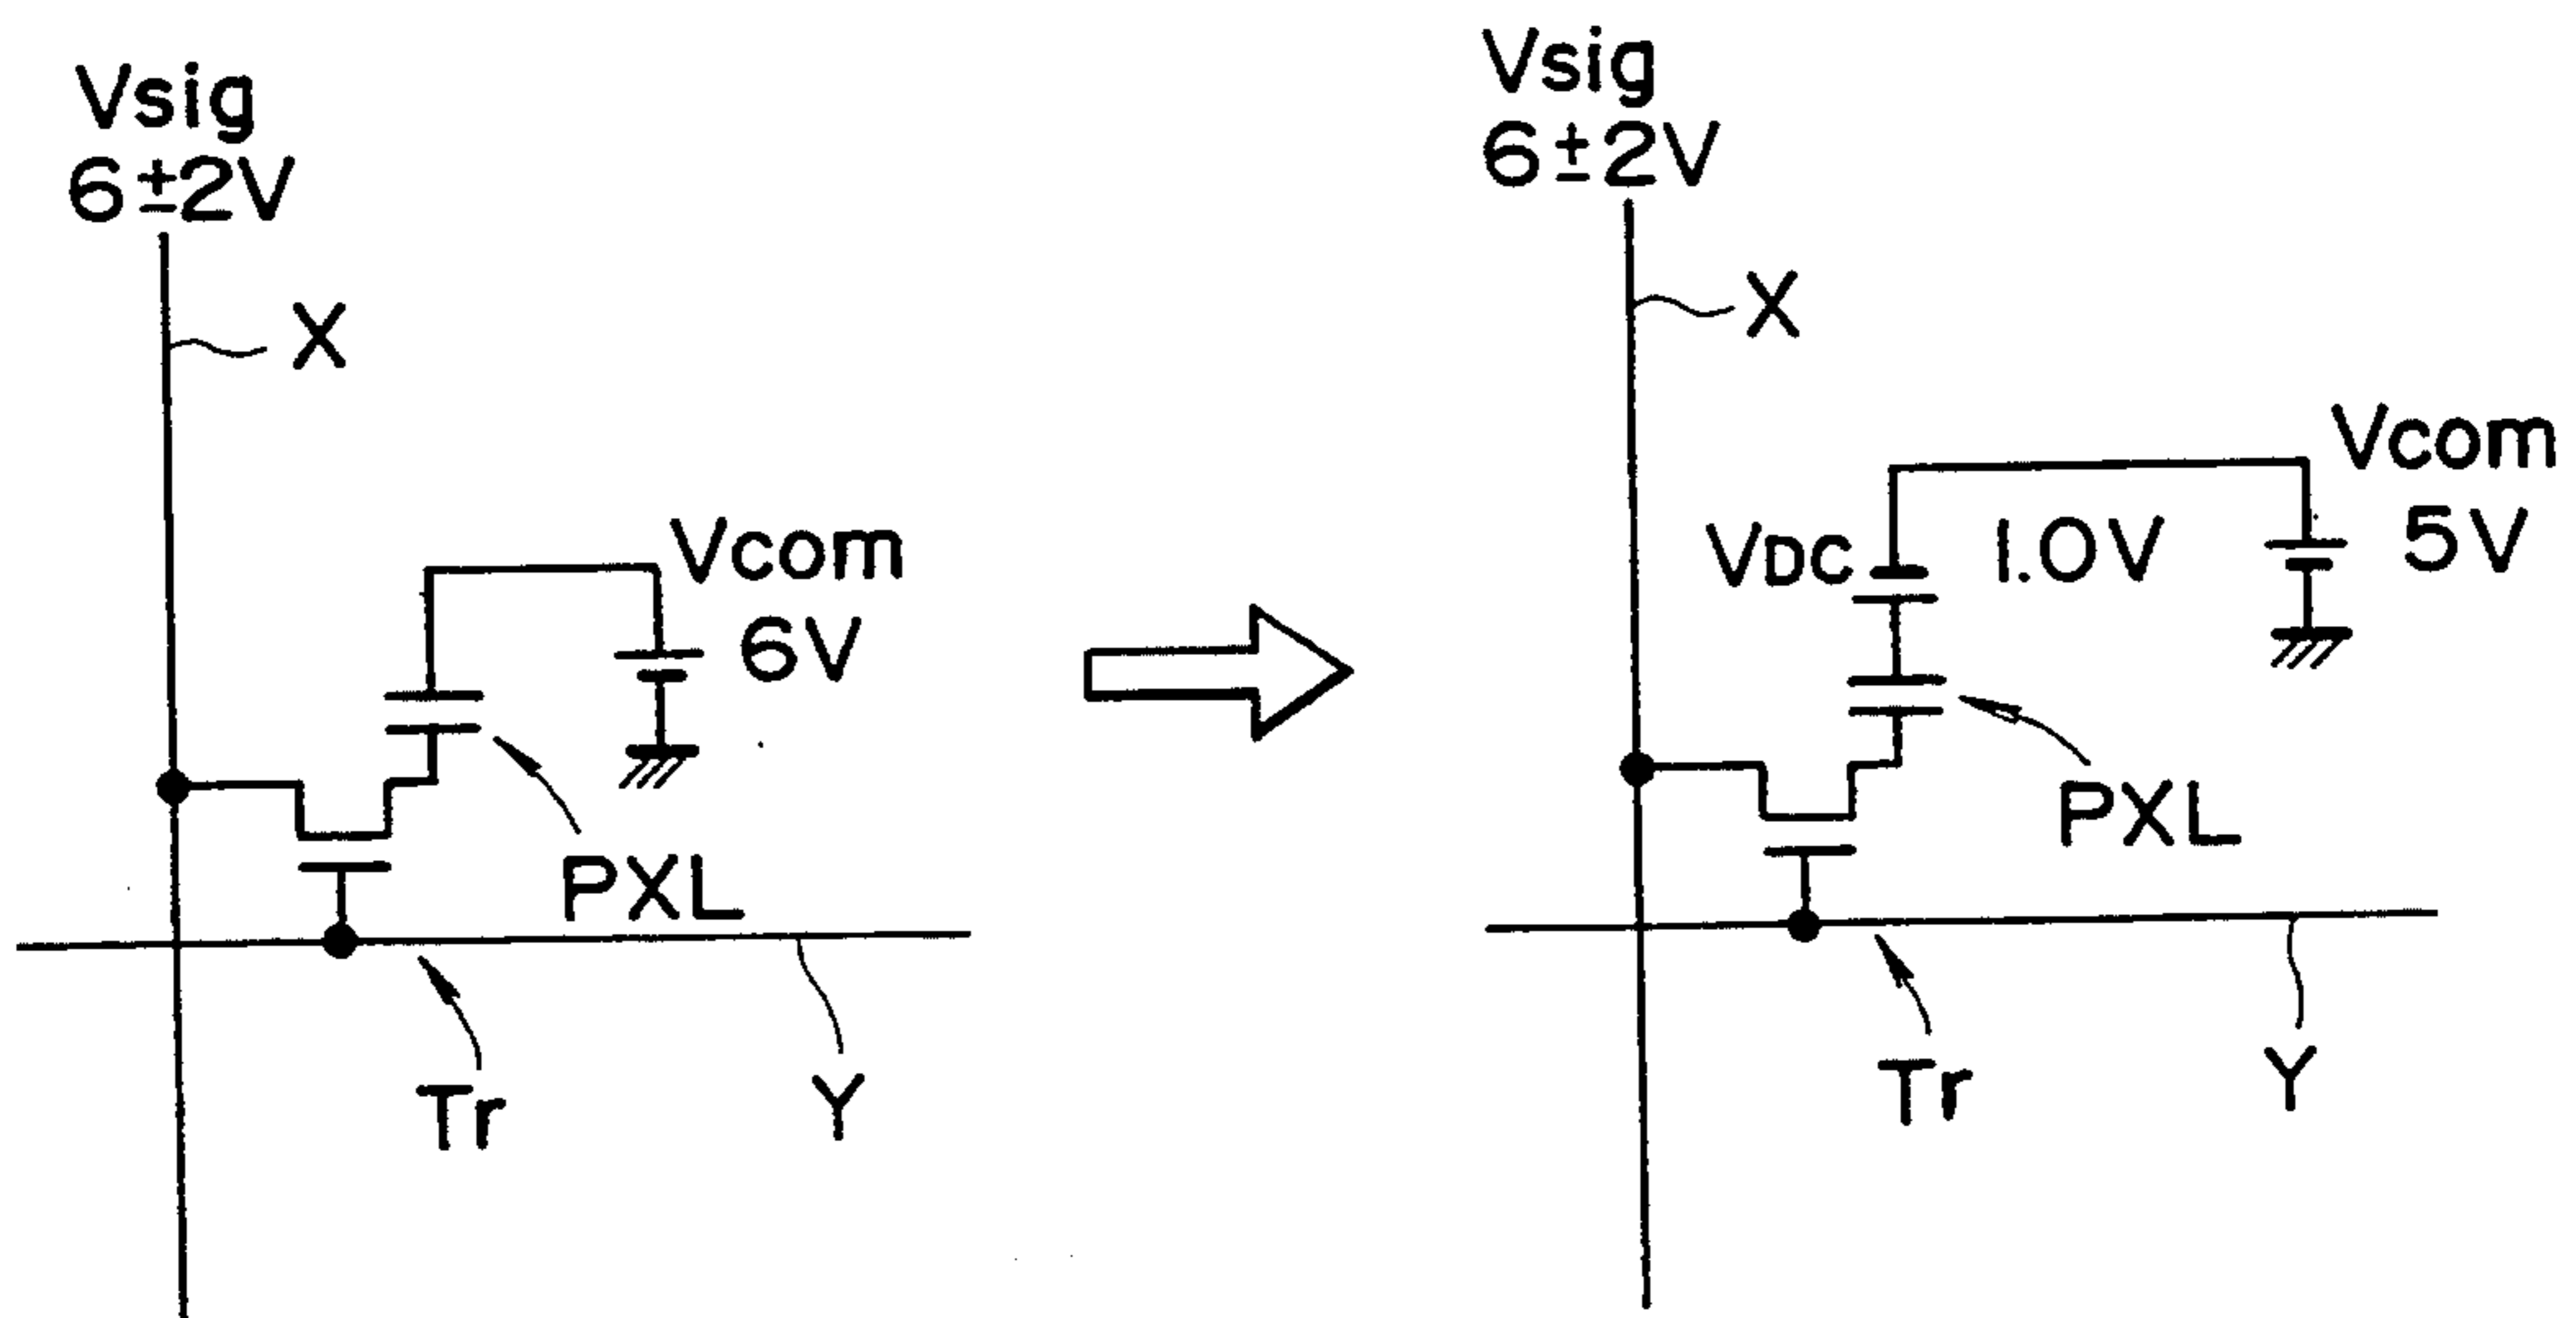 Vsig
6±2V
X
Vcom
6V
PXL
Tr
Y
Vsig
6±2V
X
Vcom
5V
VDC 1.0V
PXL
Tr
Y